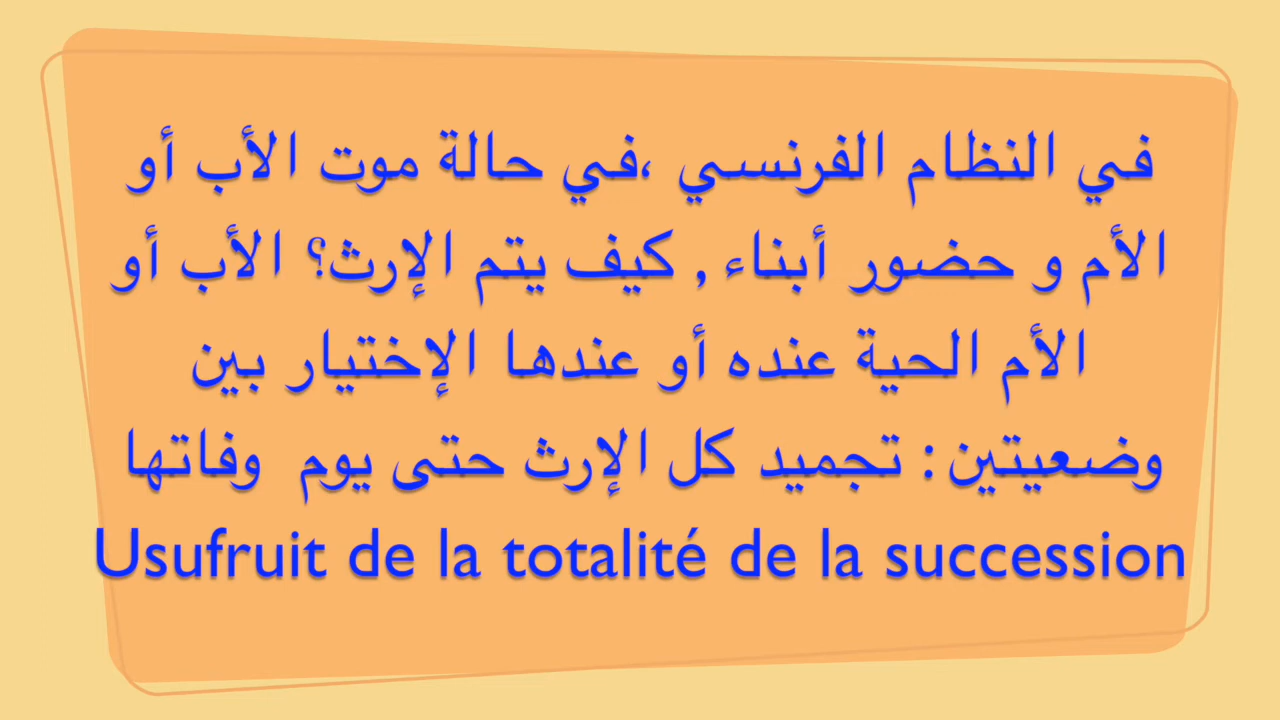 في النظام الفرنسي ،في حالة موت الأب أو
الأم و حضور أبناء , كيف يتم الإرث؟ الأب أو
الأم الحية عنده أو عندها الإختيار بين
وضعيتين : تجميد كل الإرث حتى يوم وفاتها
Usufruit de la totalité de la succession